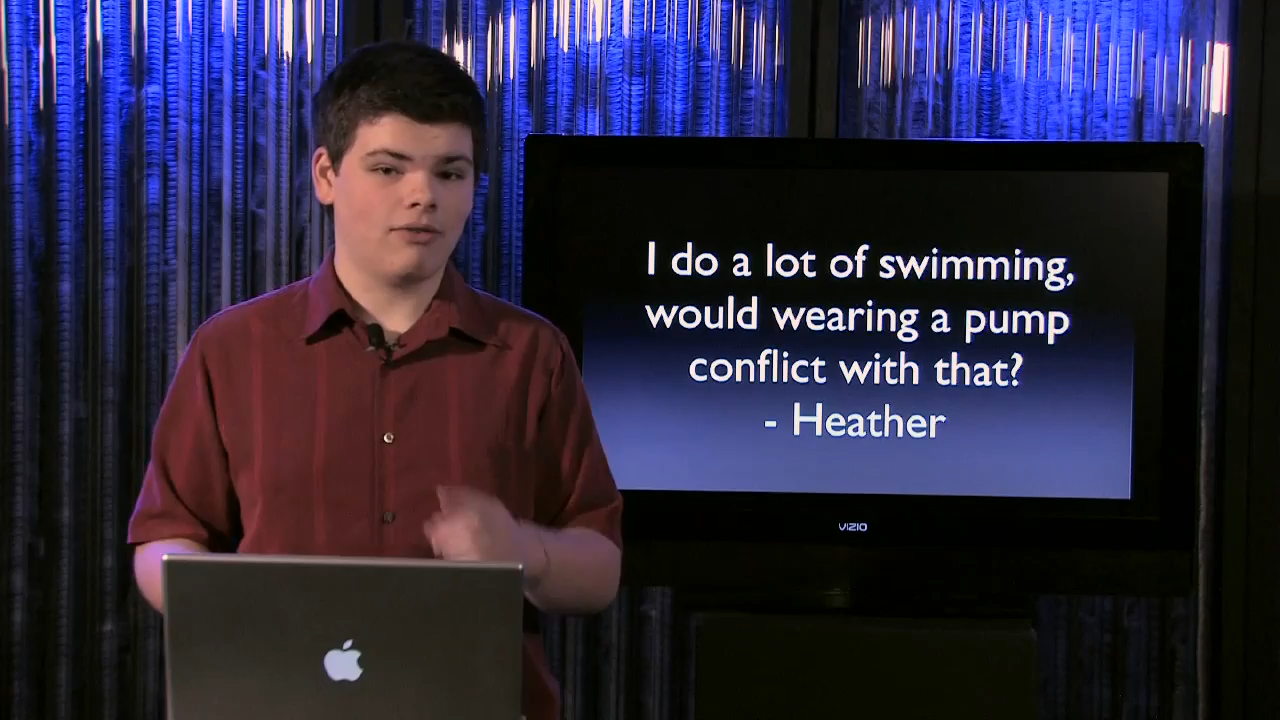 I do a lot of swimming,
would wearing a pump
conflict with that?
- Heather
VIZIO